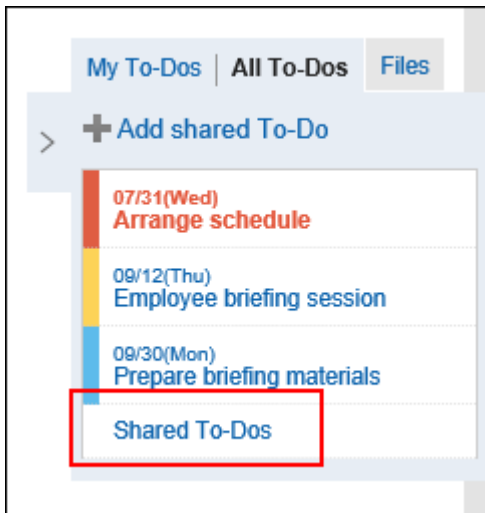 My To-Dos | All To-Dos Files
Add shared To-Do
07/31(Wed)
Arrange schedule
09/12(Thu)
Employee briefing session
09/30(Mon)
Prepare briefing materials
Shared To-Dos